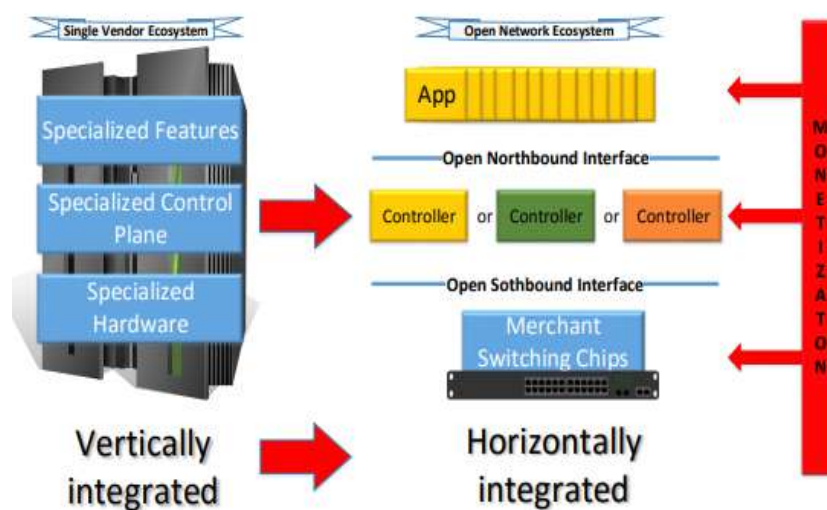 Single Vendor Ecosystem
Specialized Features
Specialized Control
Plane
Specialized
Hardware
Vertically
integrated
Open Network Ecosystem
App
Open Northbound Interface
Controller or Controller or Controller
Open Sothbound Interface
Merchant
Switching Chips
Horizontally
integrated
MONETIZATION